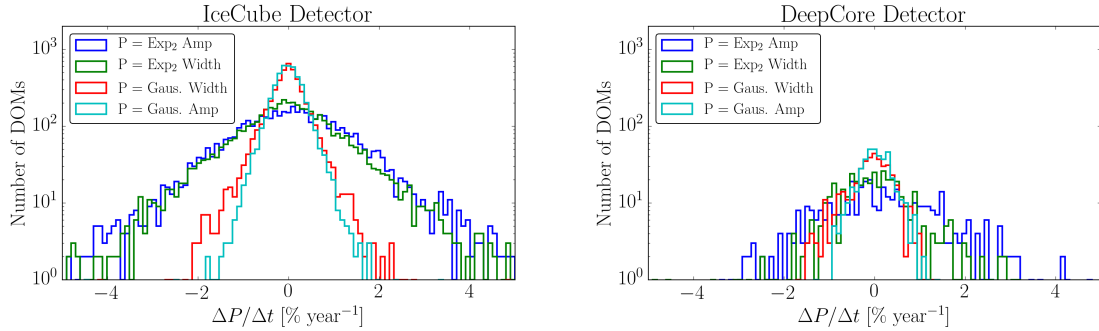 IceCube Detector
10³
10²
10¹
10⁰
Number of DOMs
P = Exp₂ Amp
P = Exp₂ Width
P = Gaus. Width
P = Gaus. Amp
−4 −2 0 2 4
ΔP/Δt [% year⁻¹]
DeepCore Detector
10³
10²
10¹
10⁰
Number of DOMs
P = Exp₂ Amp
P = Exp₂ Width
P = Gaus. Width
P = Gaus. Amp
−4 −2 0 2 4
ΔP/Δt [% year⁻¹]